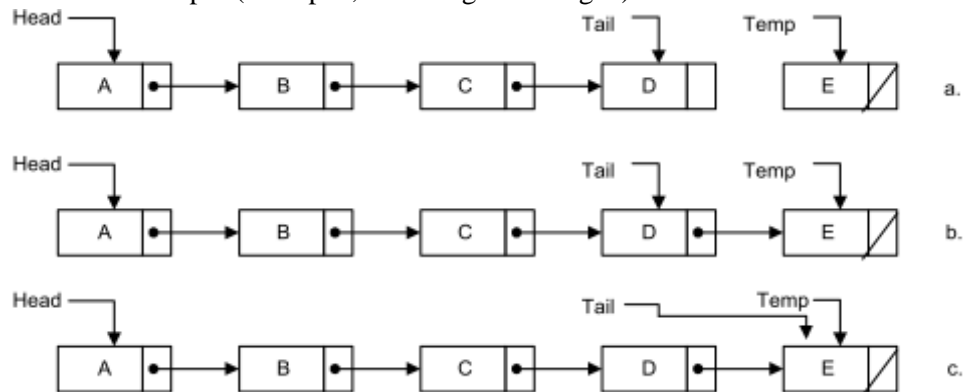 Head Tail Temp
A B C D E a.
Head Tail Temp
A B C D E b.
Head Tail Temp
A B C D E c.